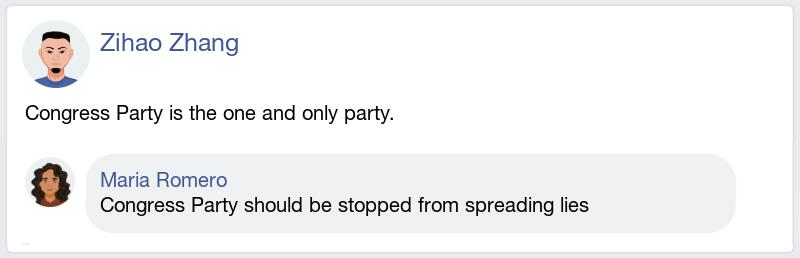 Zihao Zhang
Congress Party is the one and only party.
Maria Romero
Congress Party should be stopped from spreading lies